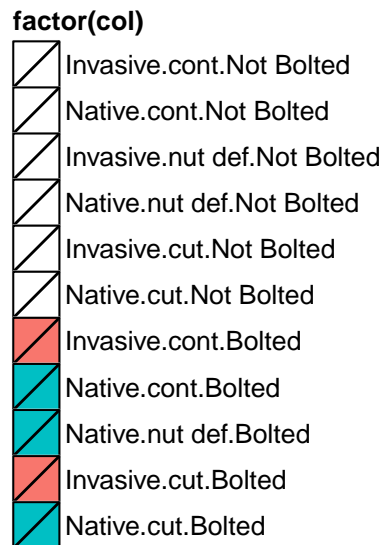 factor(col)
Invasive.cont.Not Bolted
Native.cont.Not Bolted
Invasive.nut def.Not Bolted
Native.nut def.Not Bolted
Invasive.cut.Not Bolted
Native.cut.Not Bolted
Invasive.cont.Bolted
Native.cont.Bolted
Native.nut def.Bolted
Invasive.cut.Bolted
Native.cut.Bolted